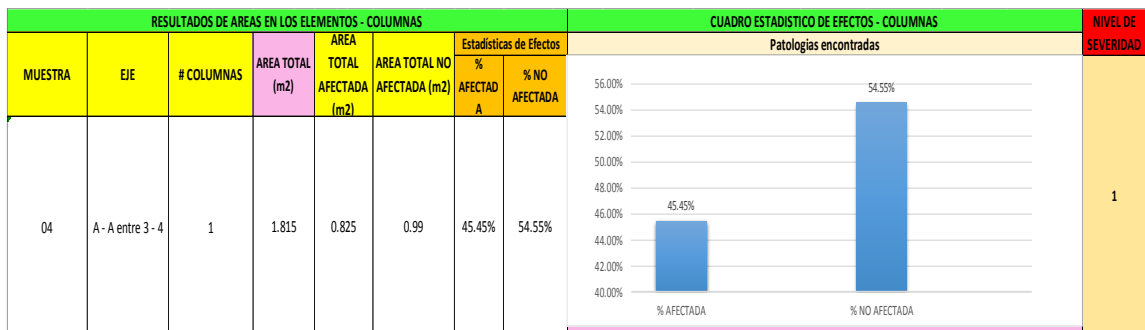 RESULTADOS DE AREAS EN LOS ELEMENTOS - COLUMNAS
CUADRO ESTADISTICO DE EFECTOS - COLUMNAS
NIVEL DE
SEVERIDAD
MUESTRA
EJE
# COLUMNAS
AREA TOTAL
(m2)
AREA
TOTAL
AFECTADA
(m2)
AREA TOTAL NO
AFECTADA (m2)
Estadísticas de Efectos
%
AFECTAD
A
% NO
AFECTADA
Patologias encontradas
04
A - A entre 3 - 4
1
1.815
0.825
0.99
45.45%
54.55%
56.00%
54.00%
52.00%
50.00%
48.00%
46.00%
44.00%
42.00%
40.00%
45.45%
54.55%
% AFECTADA
% NO AFECTADA
1